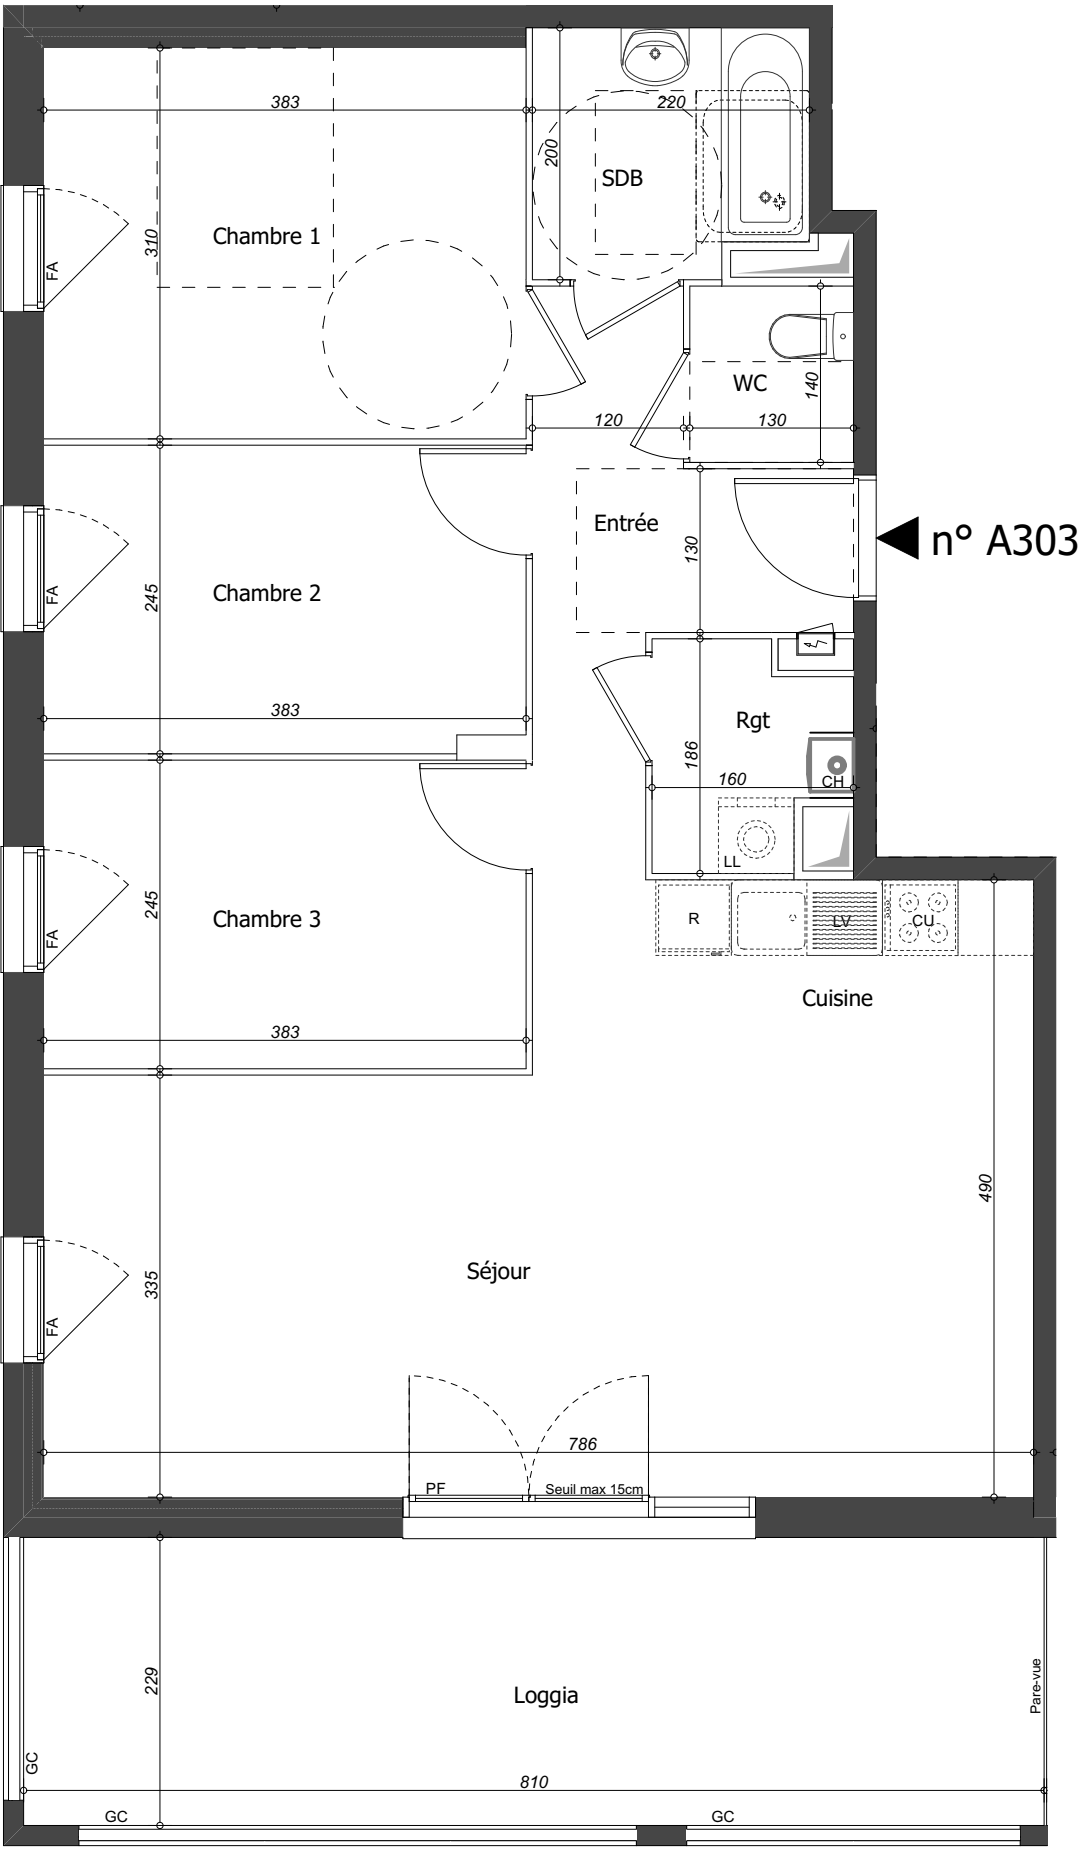 383
220
200
SDB
Chambre 1
310
FA
WC
140
120
130
Entrée
130
n° A303
Chambre 2
245
FA
383
Rgt
186
160
CH
LL
Chambre 3
245
FA
R
LV
CU
Cuisine
383
490
Séjour
335
FA
786
PF
Seuil max 15cm
229
Loggia
Pare-vue
GC
810
GC
GC